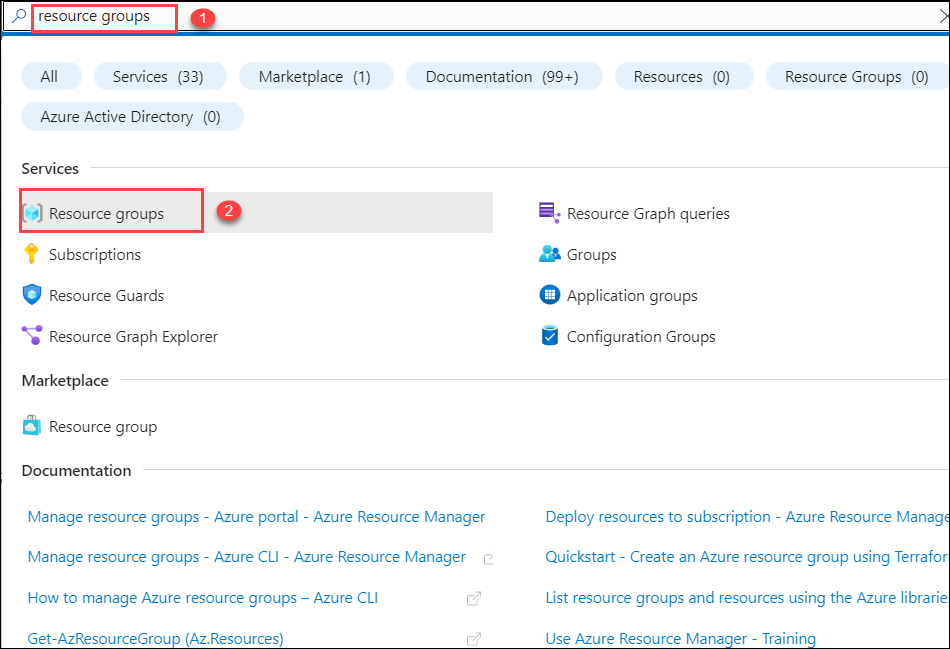 resource groups 1
All Services (33) Marketplace (1) Documentation (99+) Resources (0) Resource Groups (0)
Azure Active Directory (0)
Services
Resource groups 2 Resource Graph queries
Subscriptions Groups
Resource Guards Application groups
Resource Graph Explorer Configuration Groups
Marketplace
Resource group
Documentation
Manage resource groups - Azure portal - Azure Resource Manager Deploy resources to subscription - Azure Resource Manage
Manage resource groups - Azure CLI - Azure Resource Manager Quickstart - Create an Azure resource group using Terrafor
How to manage Azure resource groups – Azure CLI List resource groups and resources using the Azure librarie
Get-AzResourceGroup (Az.Resources) Use Azure Resource Manager - Training